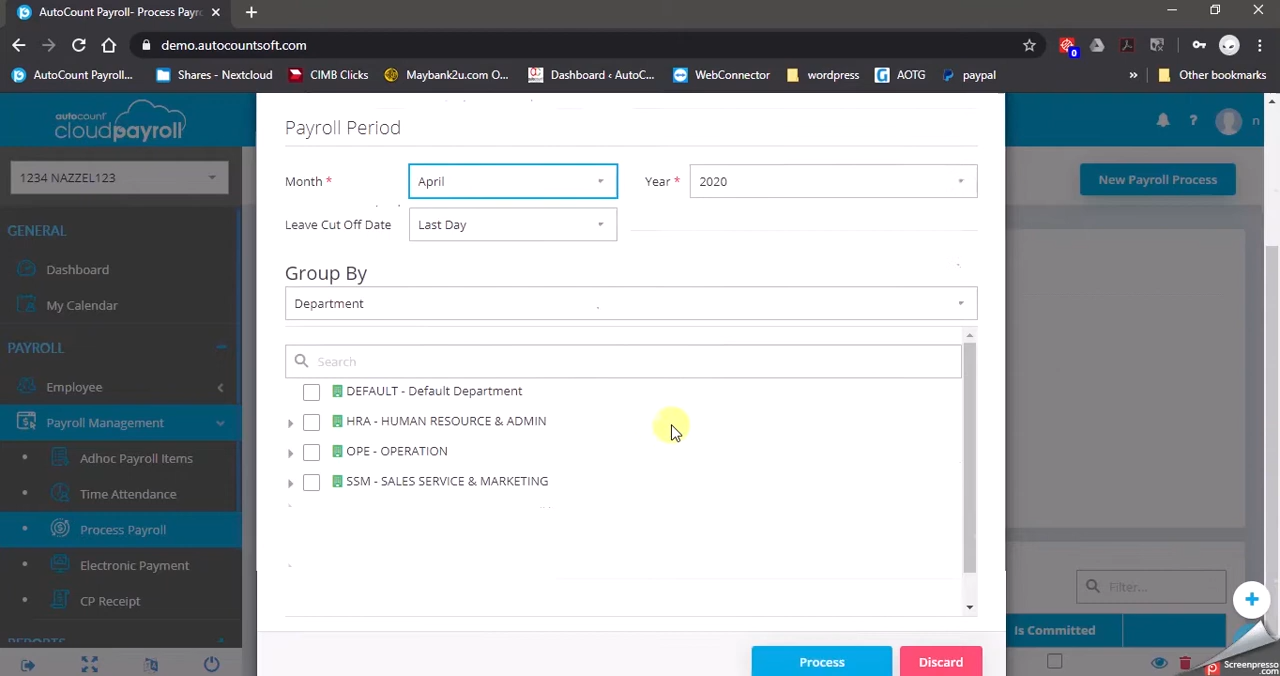 AutoCount Payroll- Process Payr
demo.autocountsoft.com
0
AutoCount Payroll...
Shares - Nextcloud
CIMB Clicks
Maybank2u.com O...
Dashboard ‹ AutoC...
WebConnector
wordpress
AOTG
paypal
»
Other bookmarks
autocount
cloudpayroll
? n
1234 NAZZEL123
New Payroll Process
GENERAL
Dashboard
My Calendar
PAYROLL
Employee
Payroll Management
Adhoc Payroll Items
Time Attendance
Process Payroll
Electronic Payment
CP Receipt
REPORTS
Payroll Period
Month *
April
Year *
2020
Leave Cut Off Date
Last Day
Group By
Department
Search
DEFAULT - Default Department
HRA - HUMAN RESOURCE & ADMIN
OPE - OPERATION
SSM - SALES SERVICE & MARKETING
Process
Discard
Filter...
Is Committed
Screenpresso
.com